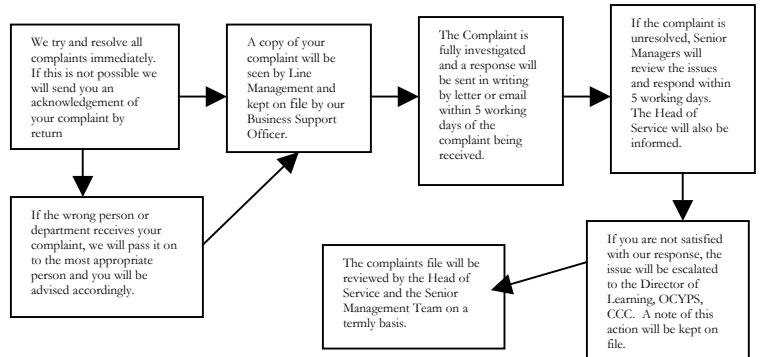 We try and resolve all
complaints immediately.
If this is not possible we
will send you an
acknowledgement of
your complaint by
return
A copy of your
complaint will be
seen by Line
Management and
kept on file by our
Business Support
Officer.
The Complaint is
fully investigated
and a response will
be sent in writing
by letter or email
within 5 working
days of the
complaint being
received.
If the complaint is
unresolved, Senior
Managers will
review the issues
and respond within
5 working days.
The Head of
Service will also be
informed.
If the wrong person or
department receives your
complaint, we will pass it on
to the most appropriate
person and you will be
advised accordingly.
If you are not satisfied
with our response, the
issue will be escalated
to the Director of
Learning, OCYPS,
CCC. A note of this
action will be kept on
file.
The complaints file will be
reviewed by the Head of
Service and the Senior
Management Team on a
termly basis.